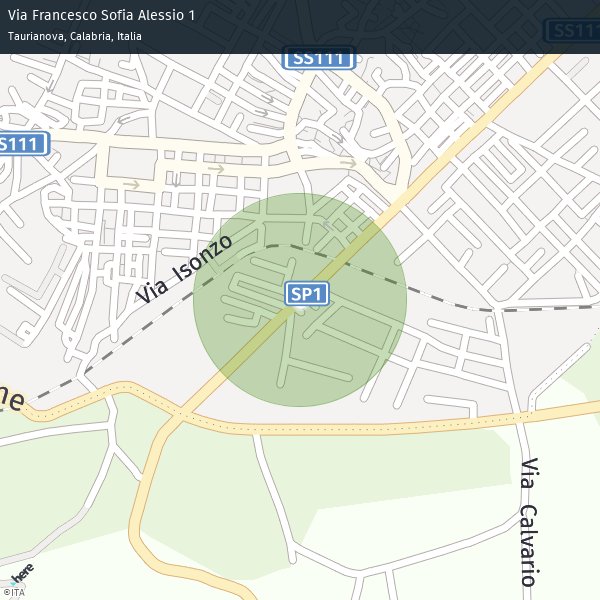 Via Francesco Sofia Alessio 1
Taurianova, Calabria, Italia
SS111
SS111
SS111
Via Isonzo
SP1
ne
Via Calvario
here
©ITA